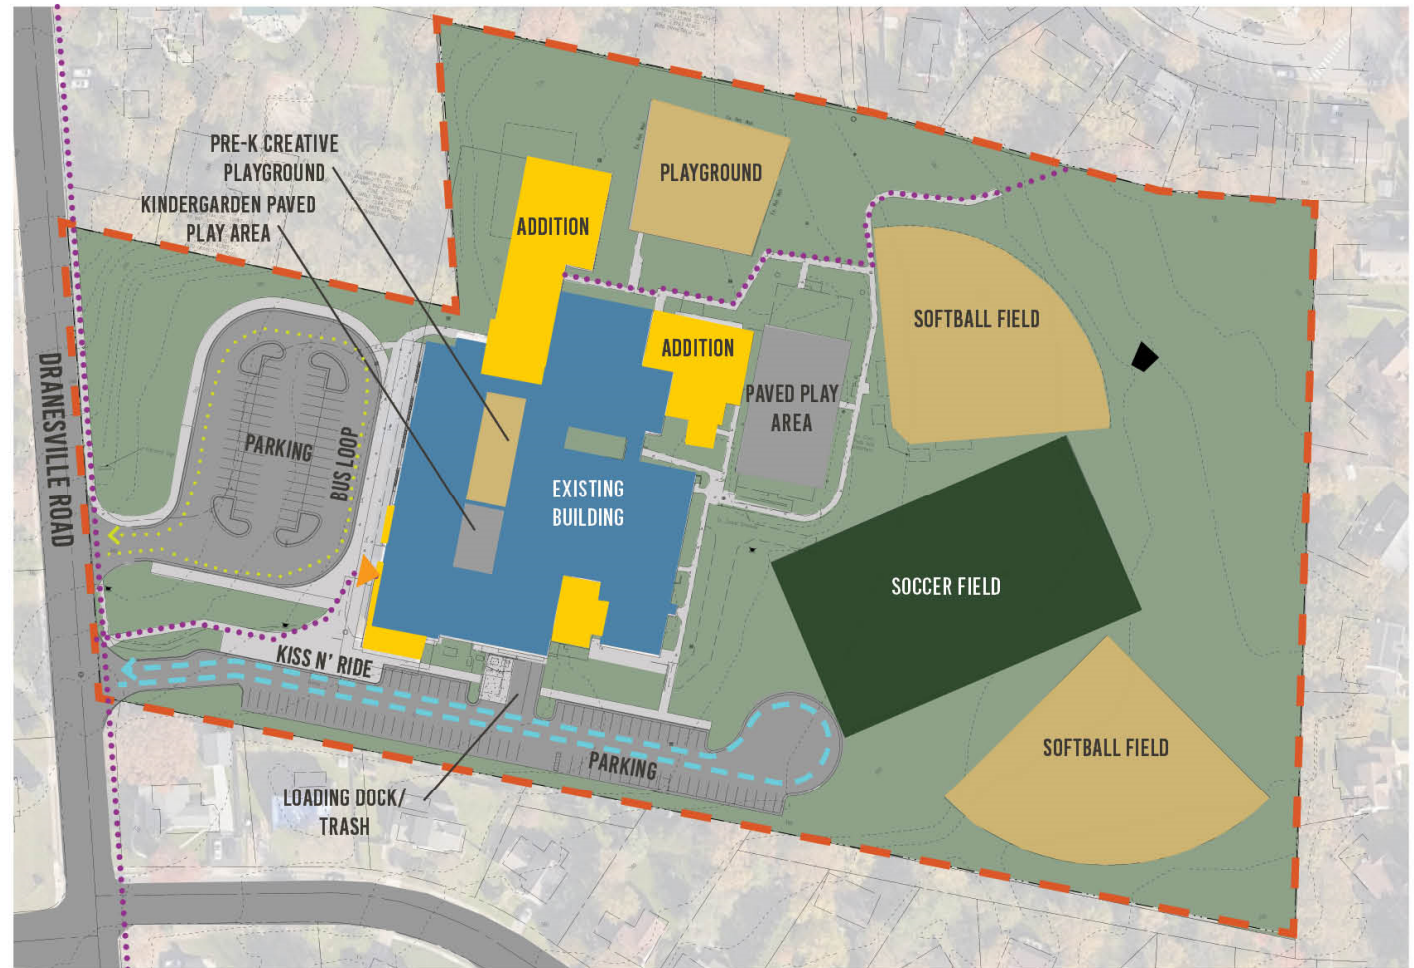 PRE-K CREATIVE
PLAYGROUND
KINDERGARDEN PAVED
PLAY AREA
PLAYGROUND
ADDITION
SOFTBALL FIELD
ADDITION
PAVED PLAY
AREA
DRANESVILLE ROAD
PARKING
BUS LOOP
EXISTING
BUILDING
SOCCER FIELD
KISS N' RIDE
SOFTBALL FIELD
PARKING
LOADING DOCK/
TRASH